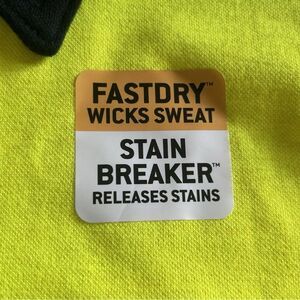 FASTDRY™
WICKS SWEAT
STAIN
BREAKER™
RELEASES STAINS